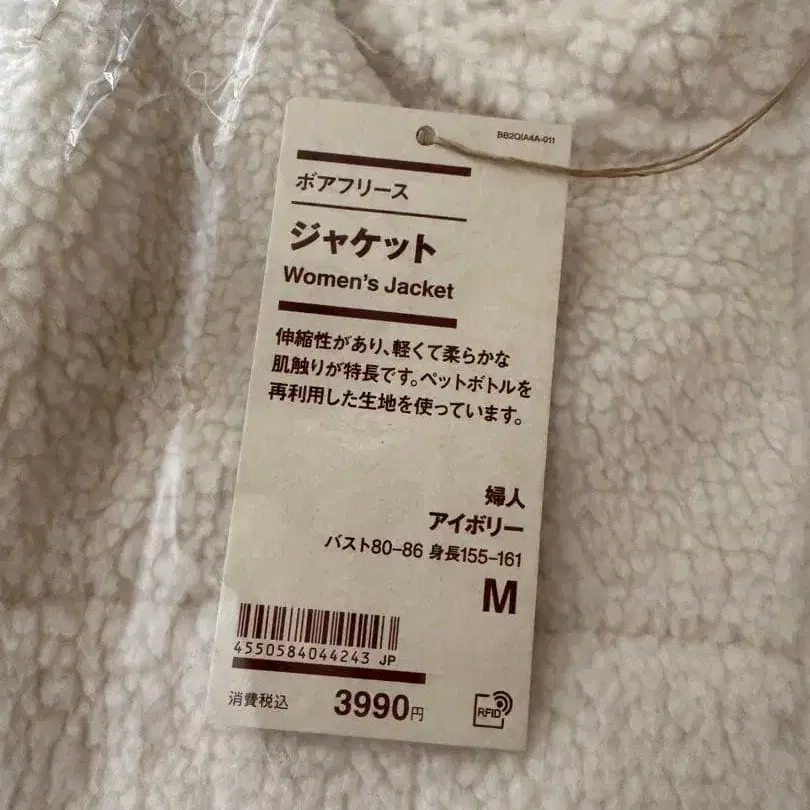 BB2QIA4A-011
ボアフリース
ジャケット
Women's Jacket
伸縮性があり、軽くて柔らかな
肌触りが特長です。ペットボトルを
再利用した生地を使っています。
婦人
アイボリー
バスト80–86 身長155–161
M
4550584044243 JP
消費税込 3990円
RFID